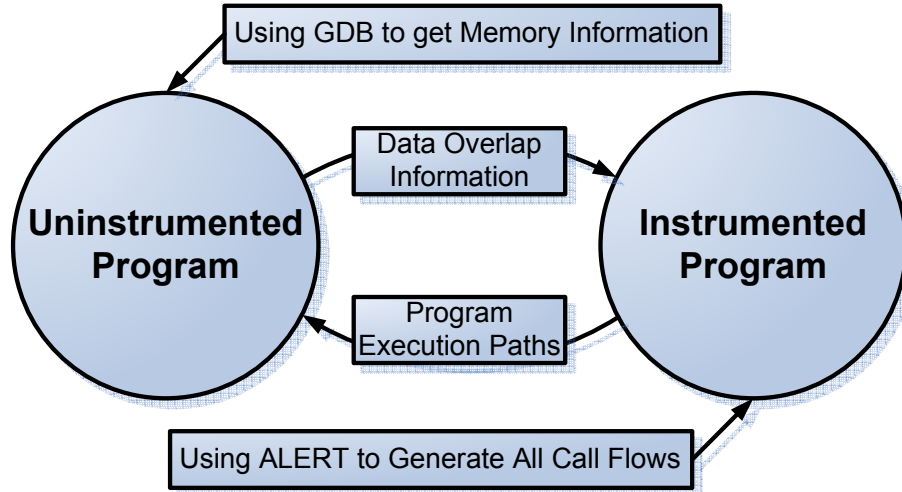 Using GDB to get Memory Information
Data Overlap
Information
Uninstrumented
Program
Instrumented
Program
Program
Execution Paths
Using ALERT to Generate All Call Flows